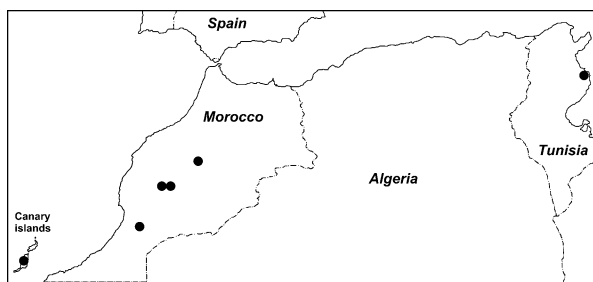 Spain
Morocco
Tunisia
Algeria
Canary
islands